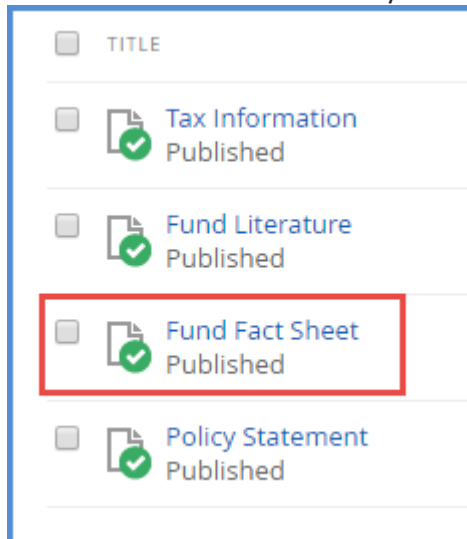 TITLE
Tax Information
Published
Fund Literature
Published
Fund Fact Sheet
Published
Policy Statement
Published